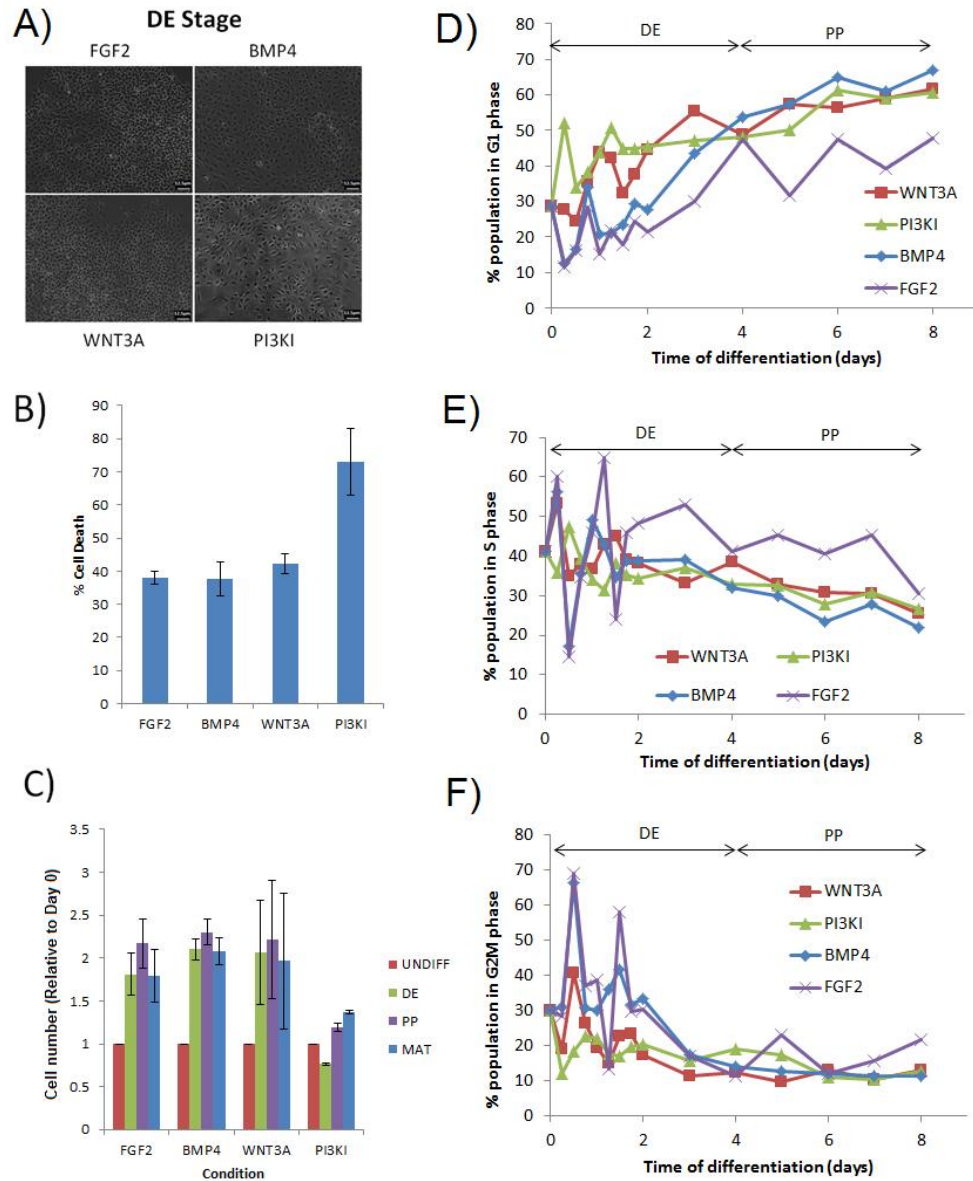 A)
DE Stage
FGF2 BMP4
WNT3A PI3KI
B)
90
80
70
60
50
40
30
20
10
0
% Cell Death
FGF2 BMP4 WNT3A PI3KI
C)
3.5
3
2.5
2
1.5
1
0.5
0
Cell number (Relative to Day 0)
UNDIFF
DE
PP
MAT
FGF2 BMP4 WNT3A PI3KI
Condition
D)
DE PP
80
70
60
50
40
30
20
10
0
% population in G1 phase
WNT3A
PI3KI
BMP4
FGF2
0 2 4 6 8
Time of differentiation (days)
E)
DE PP
70
60
50
40
30
20
10
0
% population in S phase
WNT3A PI3KI
BMP4 FGF2
0 2 4 6 8
Time of differentiation (days)
F)
DE PP
80
70
60
50
40
30
20
10
0
% population in G2M phase
WNT3A
PI3KI
BMP4
FGF2
0 2 4 6 8
Time of differentiation (days)